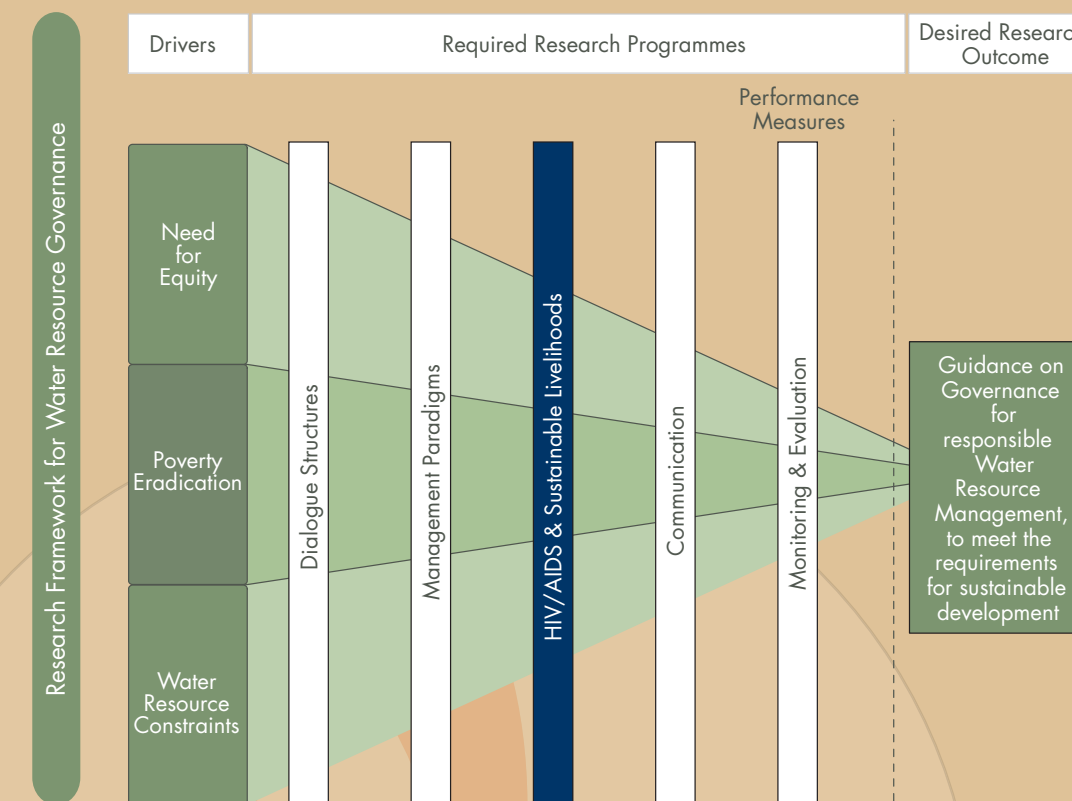 Research Framework for Water Resource Governance
Drivers
Required Research Programmes
Desired Researc
Outcome
Performance
Measures
Need
for
Equity
Poverty
Eradication
Water
Resource
Constraints
Dialogue Structures
Management Paradigms
HIV/AIDS & Sustainable Livelihoods
Communication
Monitoring & Evaluation
Guidance on
Governance
for
responsible
Water
Resource
Management,
to meet the
requirements
for sustainable
development